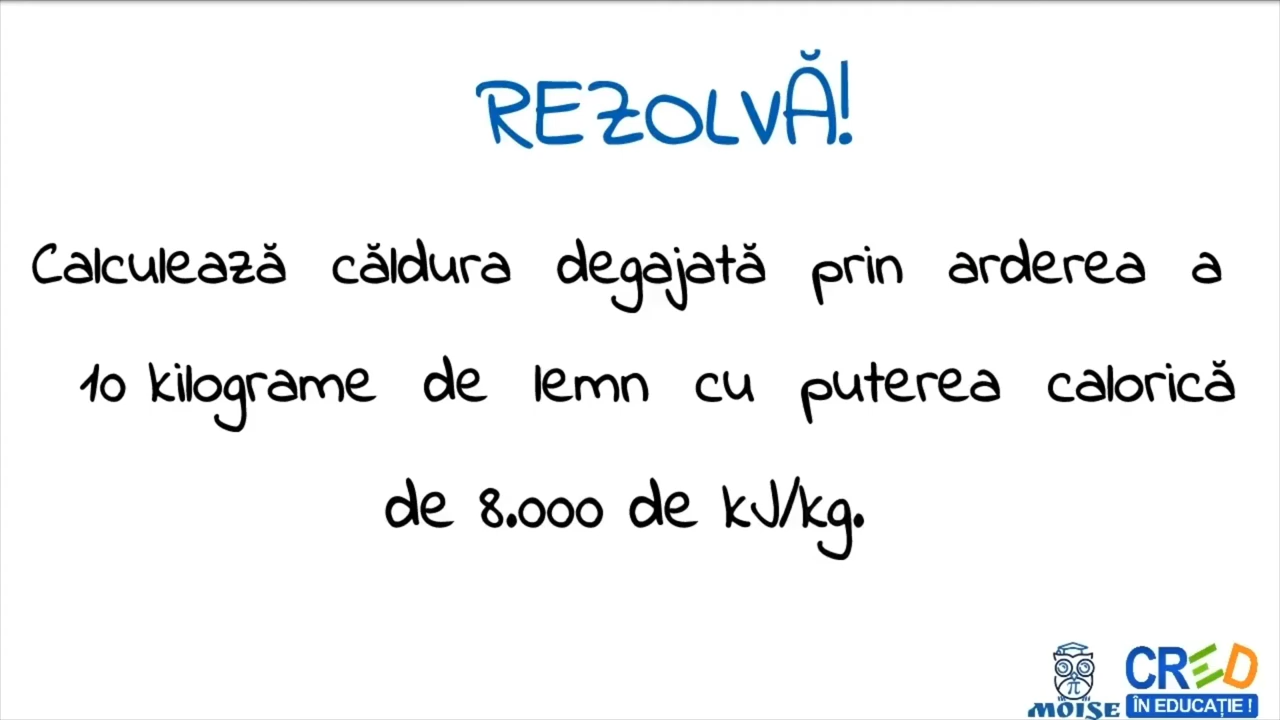 REZOLVĂ!
Calculează căldura degajată prin arderea a
10 kilograme de lemn cu puterea calorică
de 8.000 de kJ/kg.
π
MOISE
CRED
ÎN EDUCAȚIE!